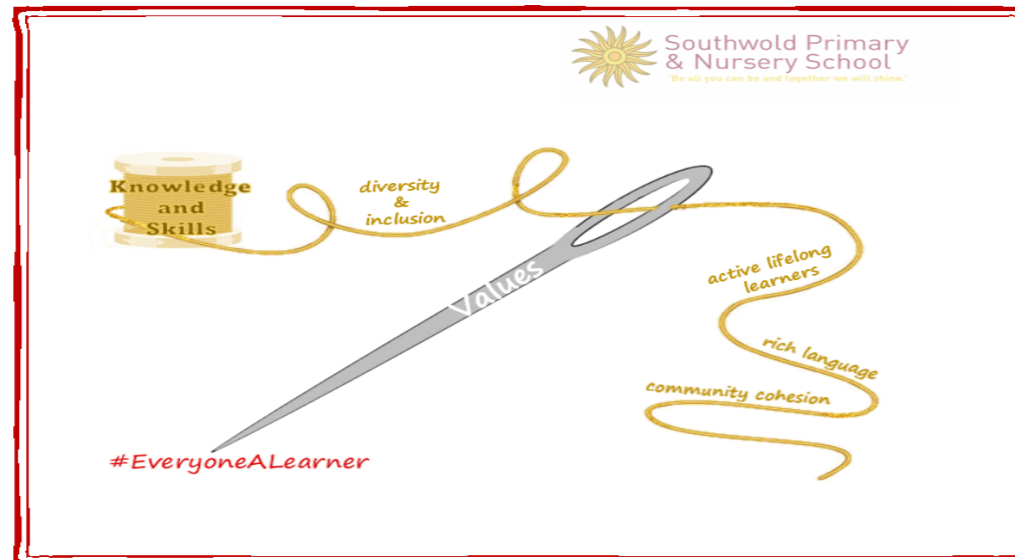 Southwold Primary
& Nursery School
'Be all you can be and together we will shine.'
Knowledge
and
Skills
diversity
&
inclusion
Values
active lifelong
learners
rich language
community cohesion
#EveryoneALearner